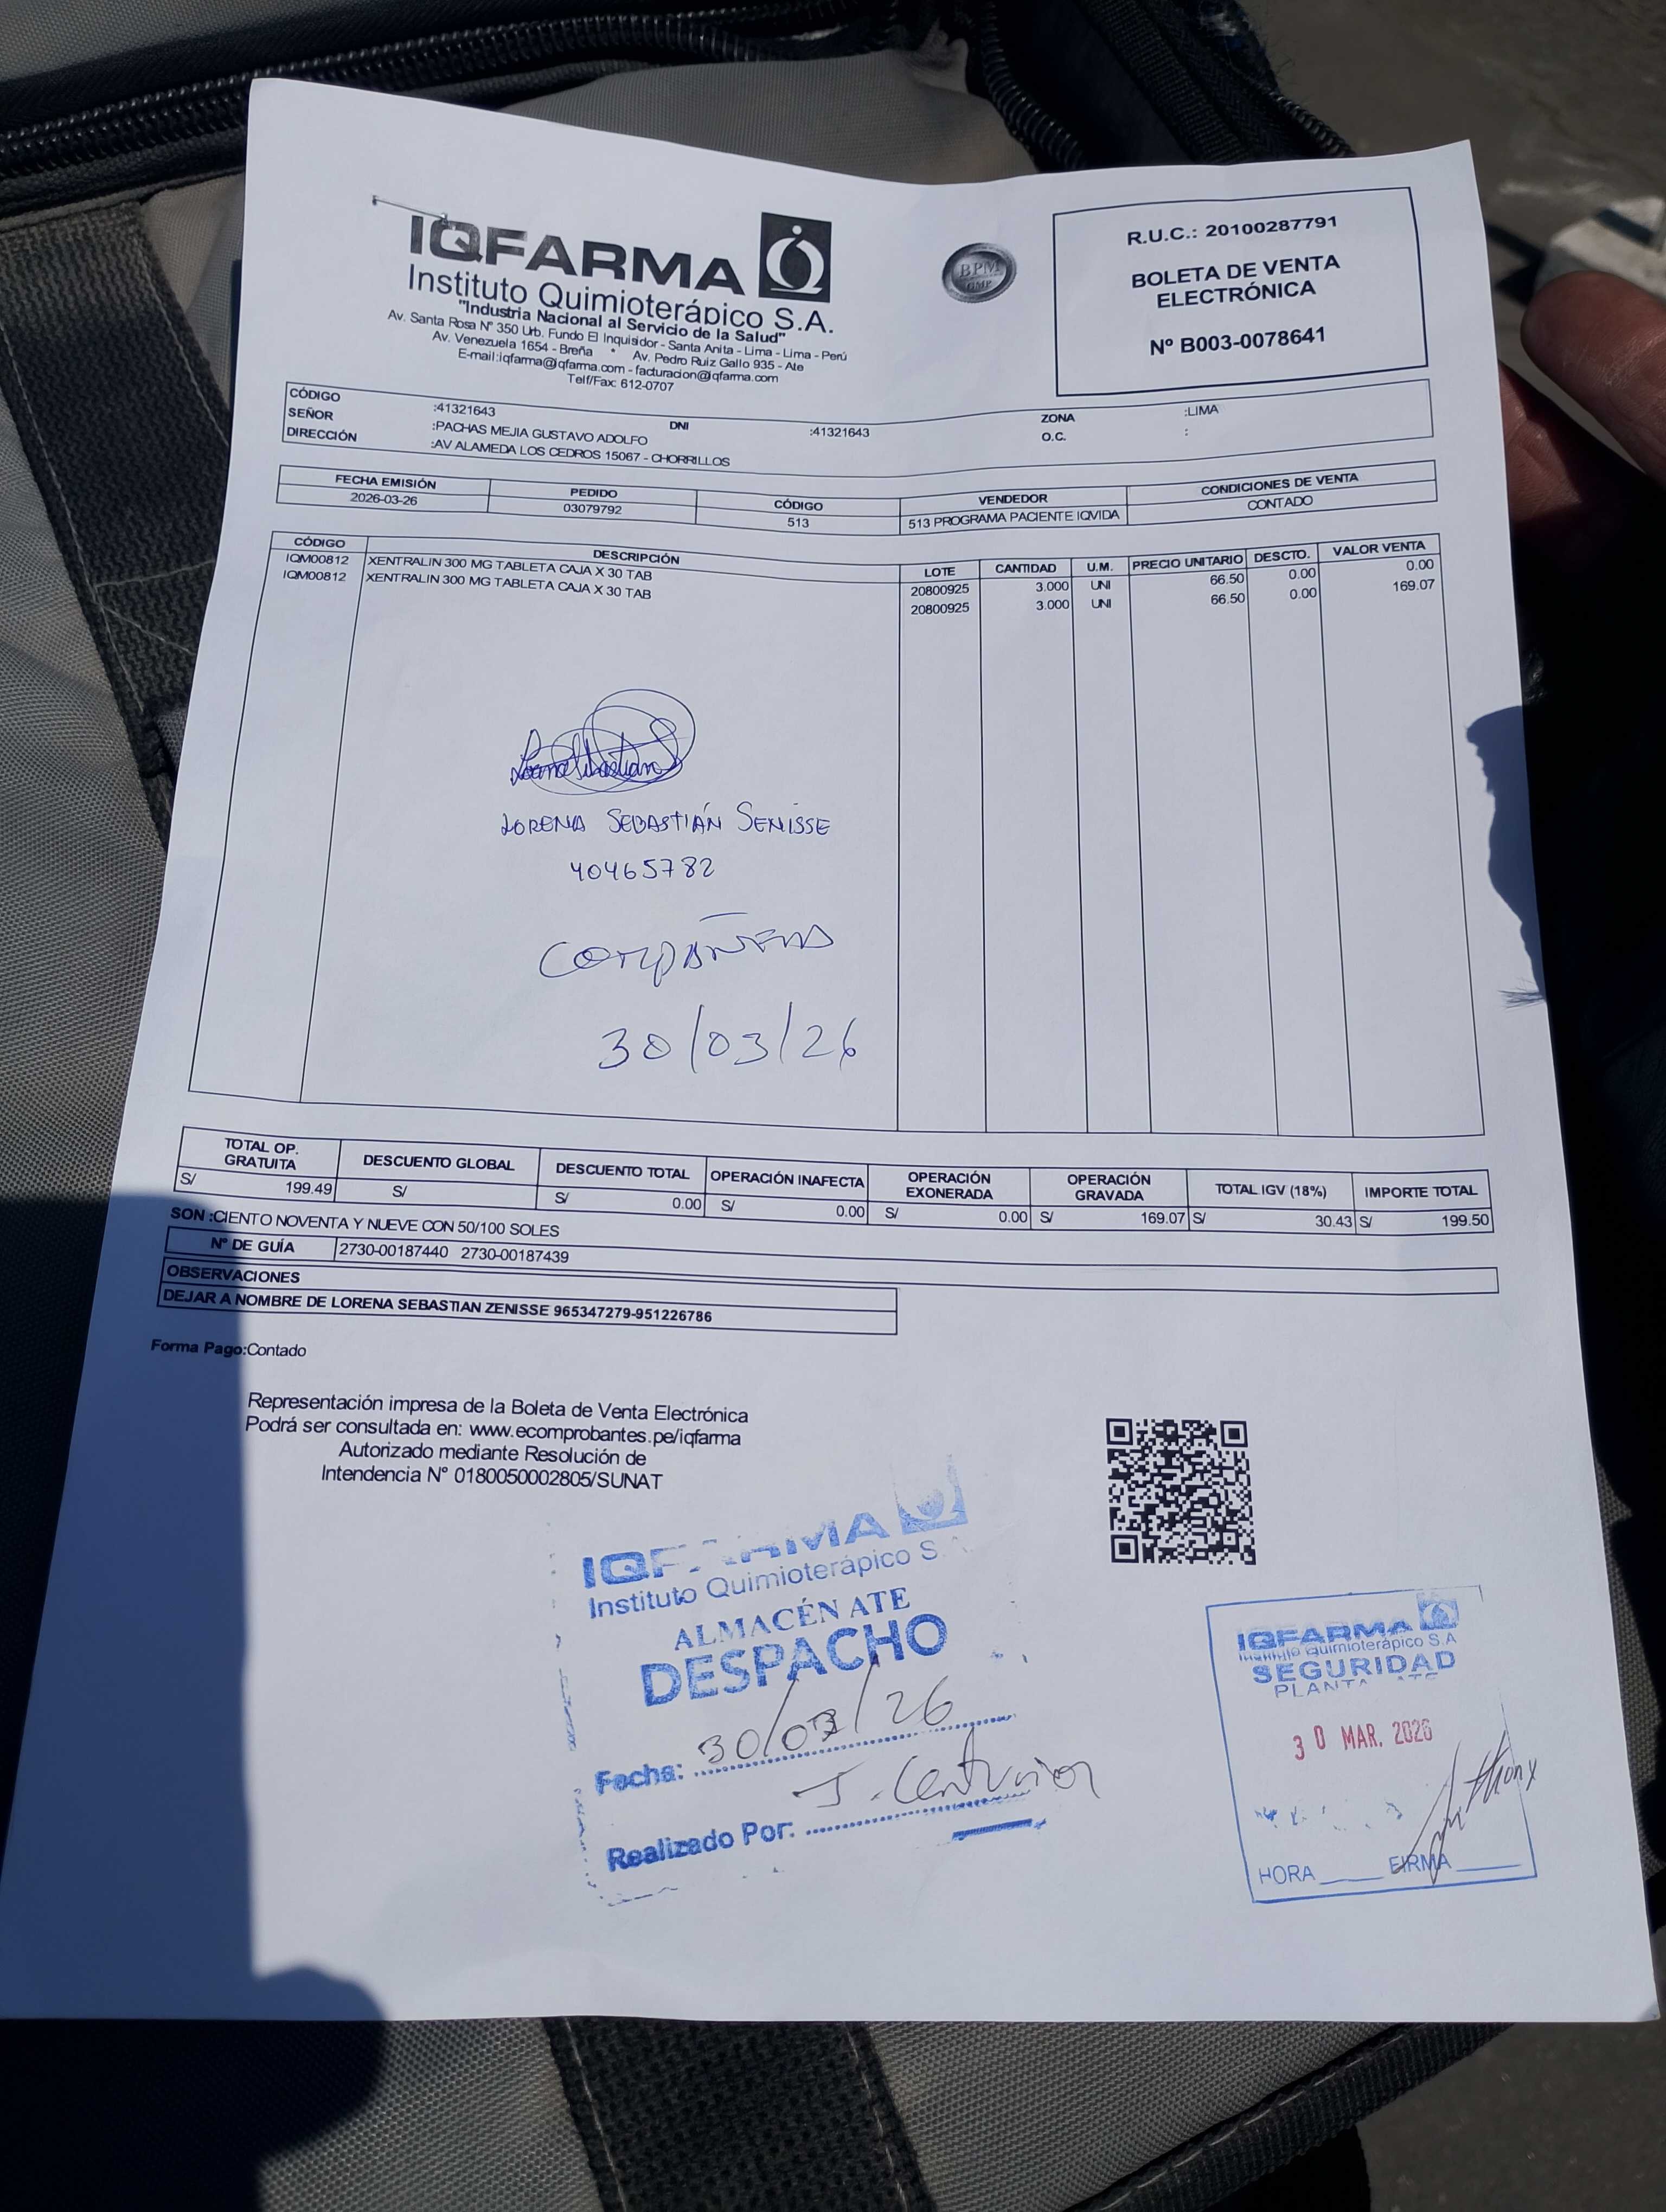 IQFARMA
Instituto Quimioterápico S.A.
"Industria Nacional al Servicio de la Salud"
Av. Santa Rosa N° 350 Urb. Fundo El Inquisidor - Santa Anita - Lima - Lima - Perú
Av. Venezuela 1654 - Breña * Av. Pedro Ruiz Gallo 935 - Ate
E-mail:iqfarma@iqfarma.com - facturacion@iqfarma.com
Telf/Fax: 612-0707
BPM
GMP
R.U.C.: 20100287791
BOLETA DE VENTA
ELECTRÓNICA
N° B003-0078641
CÓDIGO :41321643 DNI :41321643 ZONA :LIMA
SEÑOR :PACHAS MEJIA GUSTAVO ADOLFO O.C. :
DIRECCIÓN :AV ALAMEDA LOS CEDROS 15067 - CHORRILLOS
FECHA EMISIÓN PEDIDO CÓDIGO VENDEDOR CONDICIONES DE VENTA
2026-03-26 03079792 513 513 PROGRAMA PACIENTE IQVIDA CONTADO
CÓDIGO DESCRIPCIÓN LOTE CANTIDAD U.M. PRECIO UNITARIO DESCTO. VALOR VENTA
IQM00812 XENTRALIN 300 MG TABLETA CAJA X 30 TAB 20800925 3.000 UNI 66.50 0.00 0.00
IQM00812 XENTRALIN 300 MG TABLETA CAJA X 30 TAB 20800925 3.000 UNI 66.50 0.00 169.07
LORENA SEBASTIÁN SENISSE
40465782
COMPAÑERA
30/03/26
TOTAL OP. GRATUITA DESCUENTO GLOBAL DESCUENTO TOTAL OPERACIÓN INAFECTA OPERACIÓN EXONERADA OPERACIÓN GRAVADA TOTAL IGV (18%) IMPORTE TOTAL
S/ 199.49 S/ S/ 0.00 S/ 0.00 S/ 0.00 S/ 169.07 S/ 30.43 S/ 199.50
SON :CIENTO NOVENTA Y NUEVE CON 50/100 SOLES
N° DE GUÍA 2730-00187440 2730-00187439
OBSERVACIONES
DEJAR A NOMBRE DE LORENA SEBASTIAN ZENISSE 965347279-951226786
Forma Pago:Contado
Representación impresa de la Boleta de Venta Electrónica
Podrá ser consultada en: www.ecomprobantes.pe/iqfarma
Autorizado mediante Resolución de
Intendencia N° 0180050002805/SUNAT
IQFARMA
Instituto Quimioterápico S.
ALMACÉN ATE
DESPACHO
Fecha: 30/03/26
Realizado Por: J. Centurion
IQFARMA
Instituto Quimioterápico S.A
SEGURIDAD
PLANTA ATE
30 MAR. 2026
HORA FIRMA